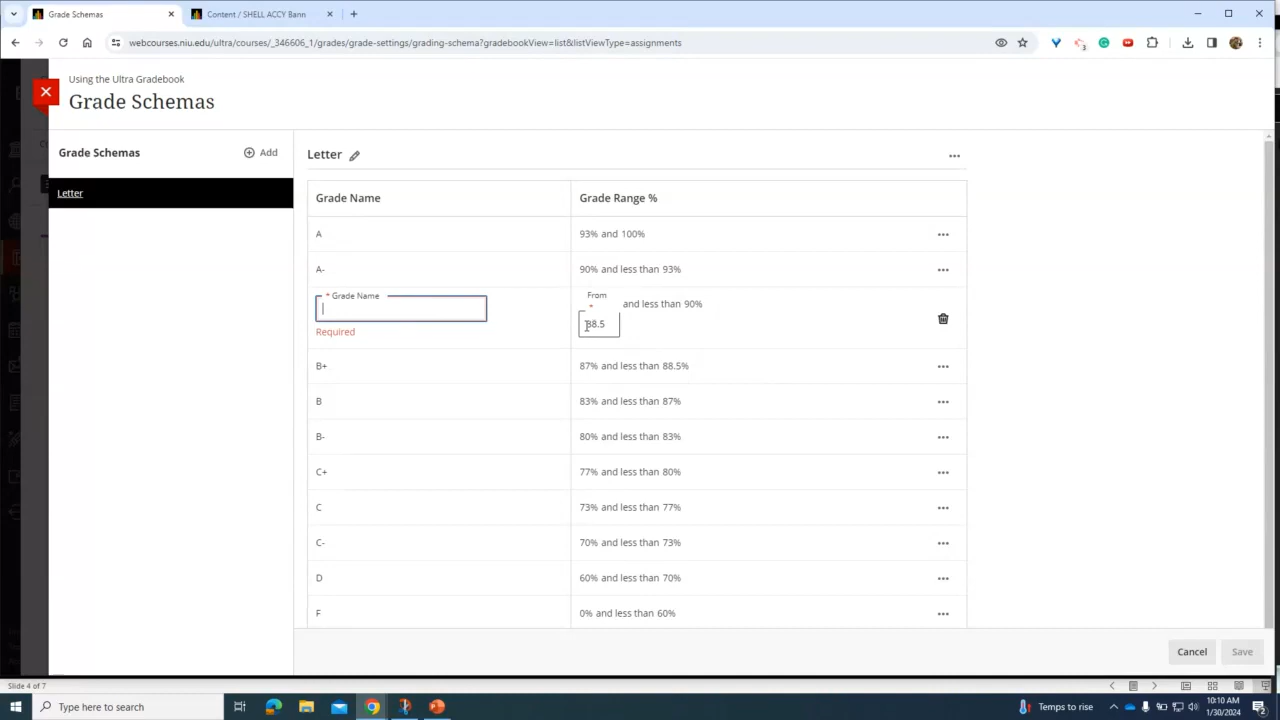 Grade Schemas
Content / SHELL ACCY Bann
webcourses.niu.edu/ultra/courses/_346606_1/grades/grade-settings/grading-schema?gradebookView=list&listViewType=assignments
3
Using the Ultra Gradebook
Grade Schemas
Grade Schemas
Add
Letter
Letter
Grade Name
Grade Range %
A
93% and 100%
A-
90% and less than 93%
* Grade Name
Required
From
*
88.5
and less than 90%
B+
87% and less than 88.5%
B
83% and less than 87%
B-
80% and less than 83%
C+
77% and less than 80%
C
73% and less than 77%
C-
70% and less than 73%
D
60% and less than 70%
F
0% and less than 60%
Cancel
Save
Slide 4 of 7
Type here to search
Temps to rise
10:10 AM
1/30/2024
2